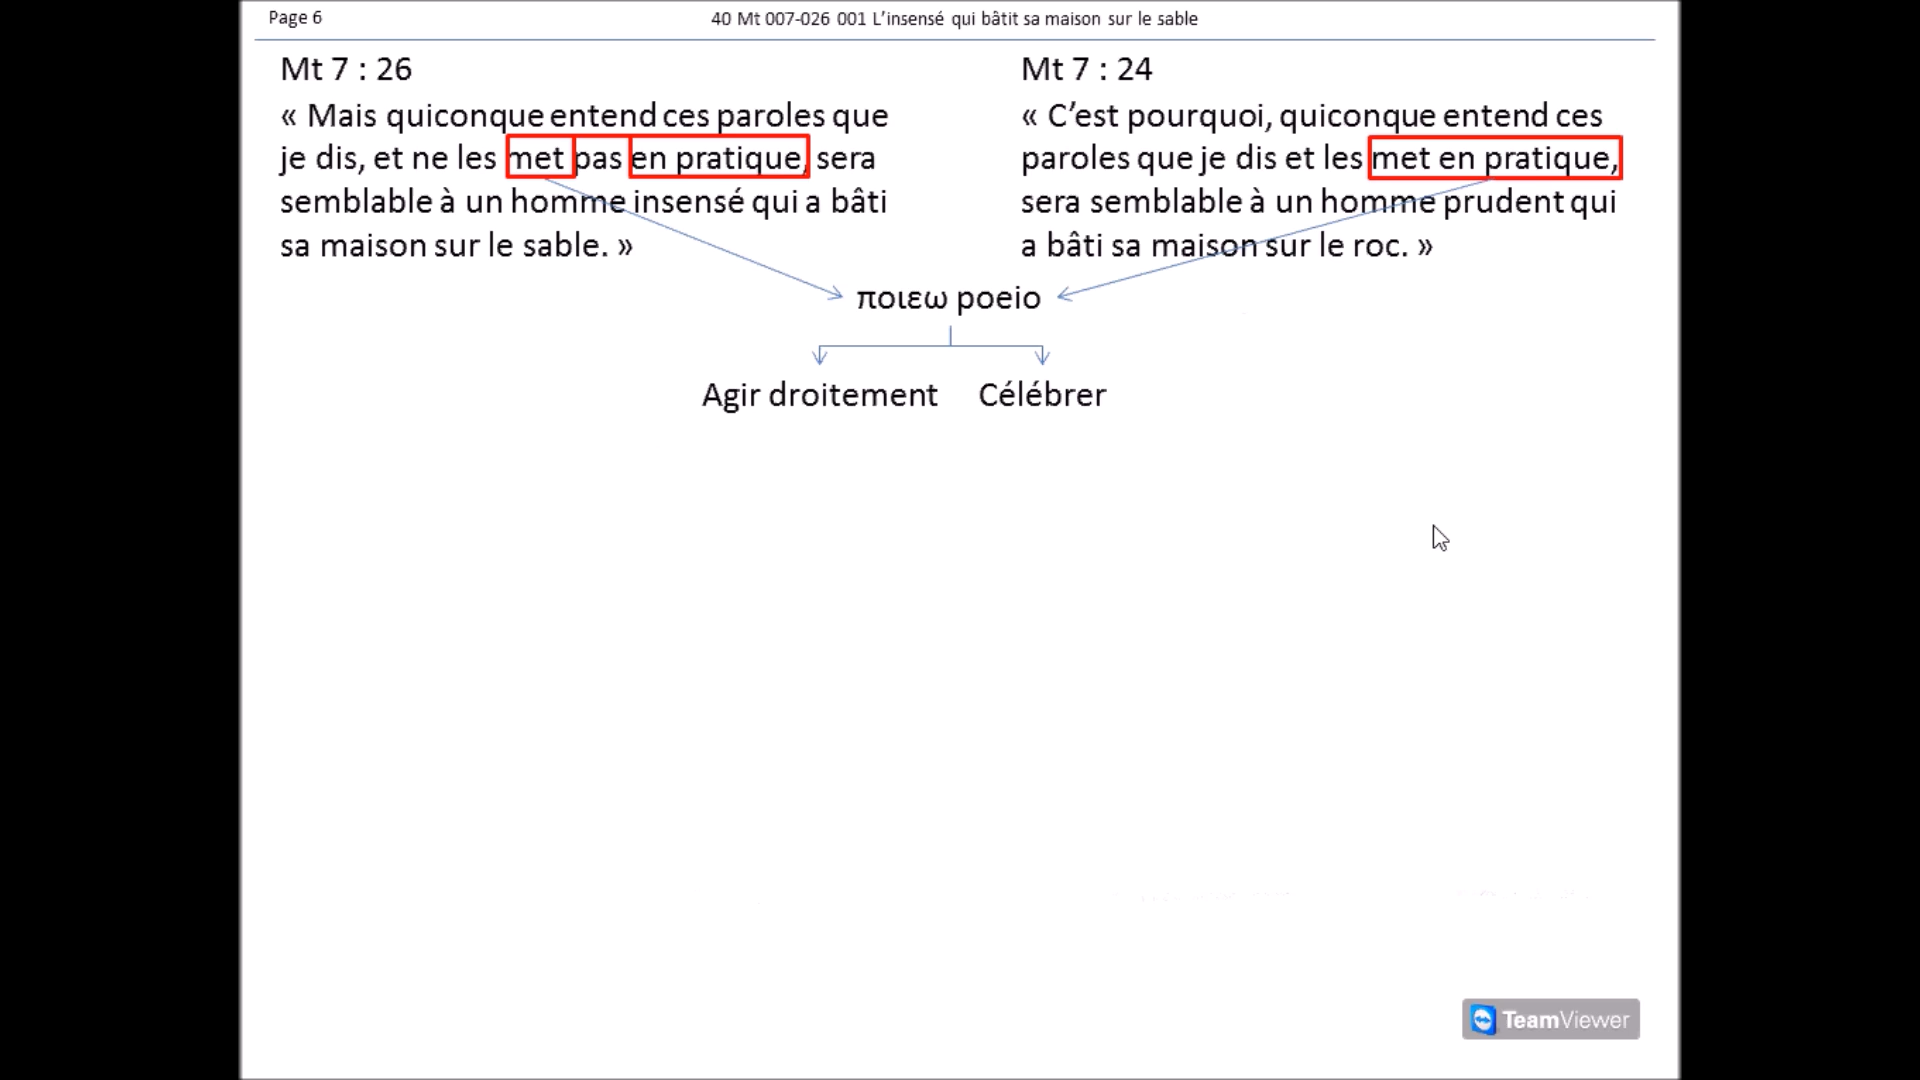 Page 6
40 Mt 007-026 001 L’insensé qui bâtit sa maison sur le sable
Mt 7 : 26
« Mais quiconque entend ces paroles que
je dis, et ne les met pas en pratique, sera
semblable à un homme insensé qui a bâti
sa maison sur le sable. »
Mt 7 : 24
« C’est pourquoi, quiconque entend ces
paroles que je dis et les met en pratique,
sera semblable à un homme prudent qui
a bâti sa maison sur le roc. »
ποιεω poeio
Agir droitement
Célébrer
TeamViewer